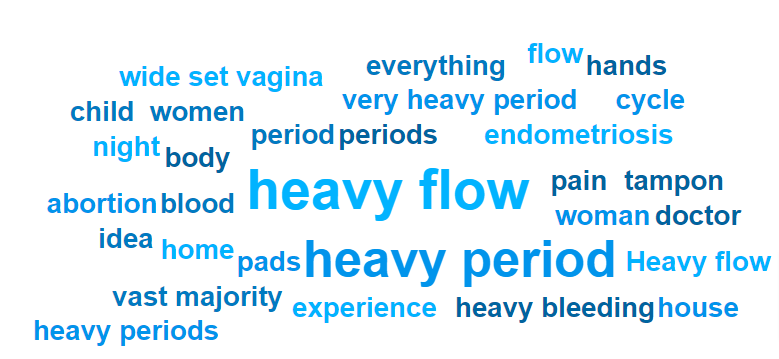 everything flow hands
wide set vagina
very heavy period cycle
child women
period periods endometriosis
night body
heavy flow pain tampon
abortion blood woman doctor
idea home
pads heavy period Heavy flow
vast majority experience heavy bleeding house
heavy periods